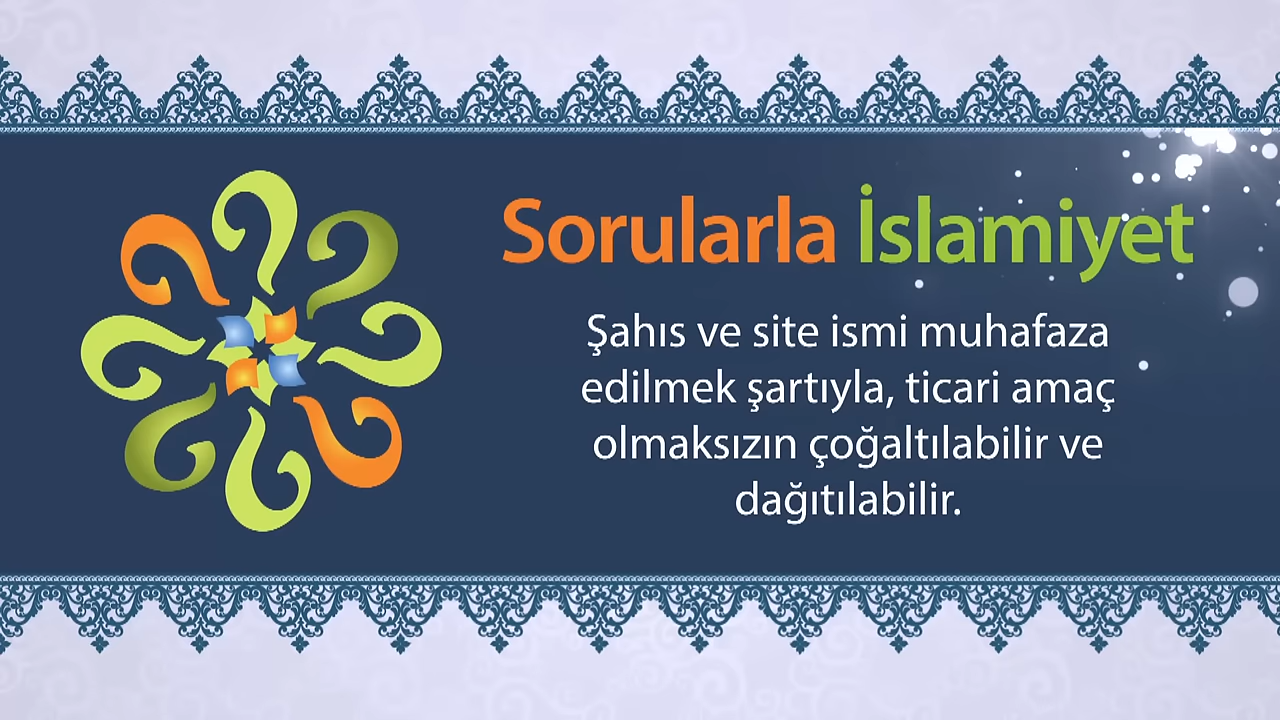 Sorularla İslamiyet
Şahıs ve site ismi muhafaza
edilmek şartıyla, ticari amaç
olmaksızın çoğaltılabilir ve
dağıtılabilir.